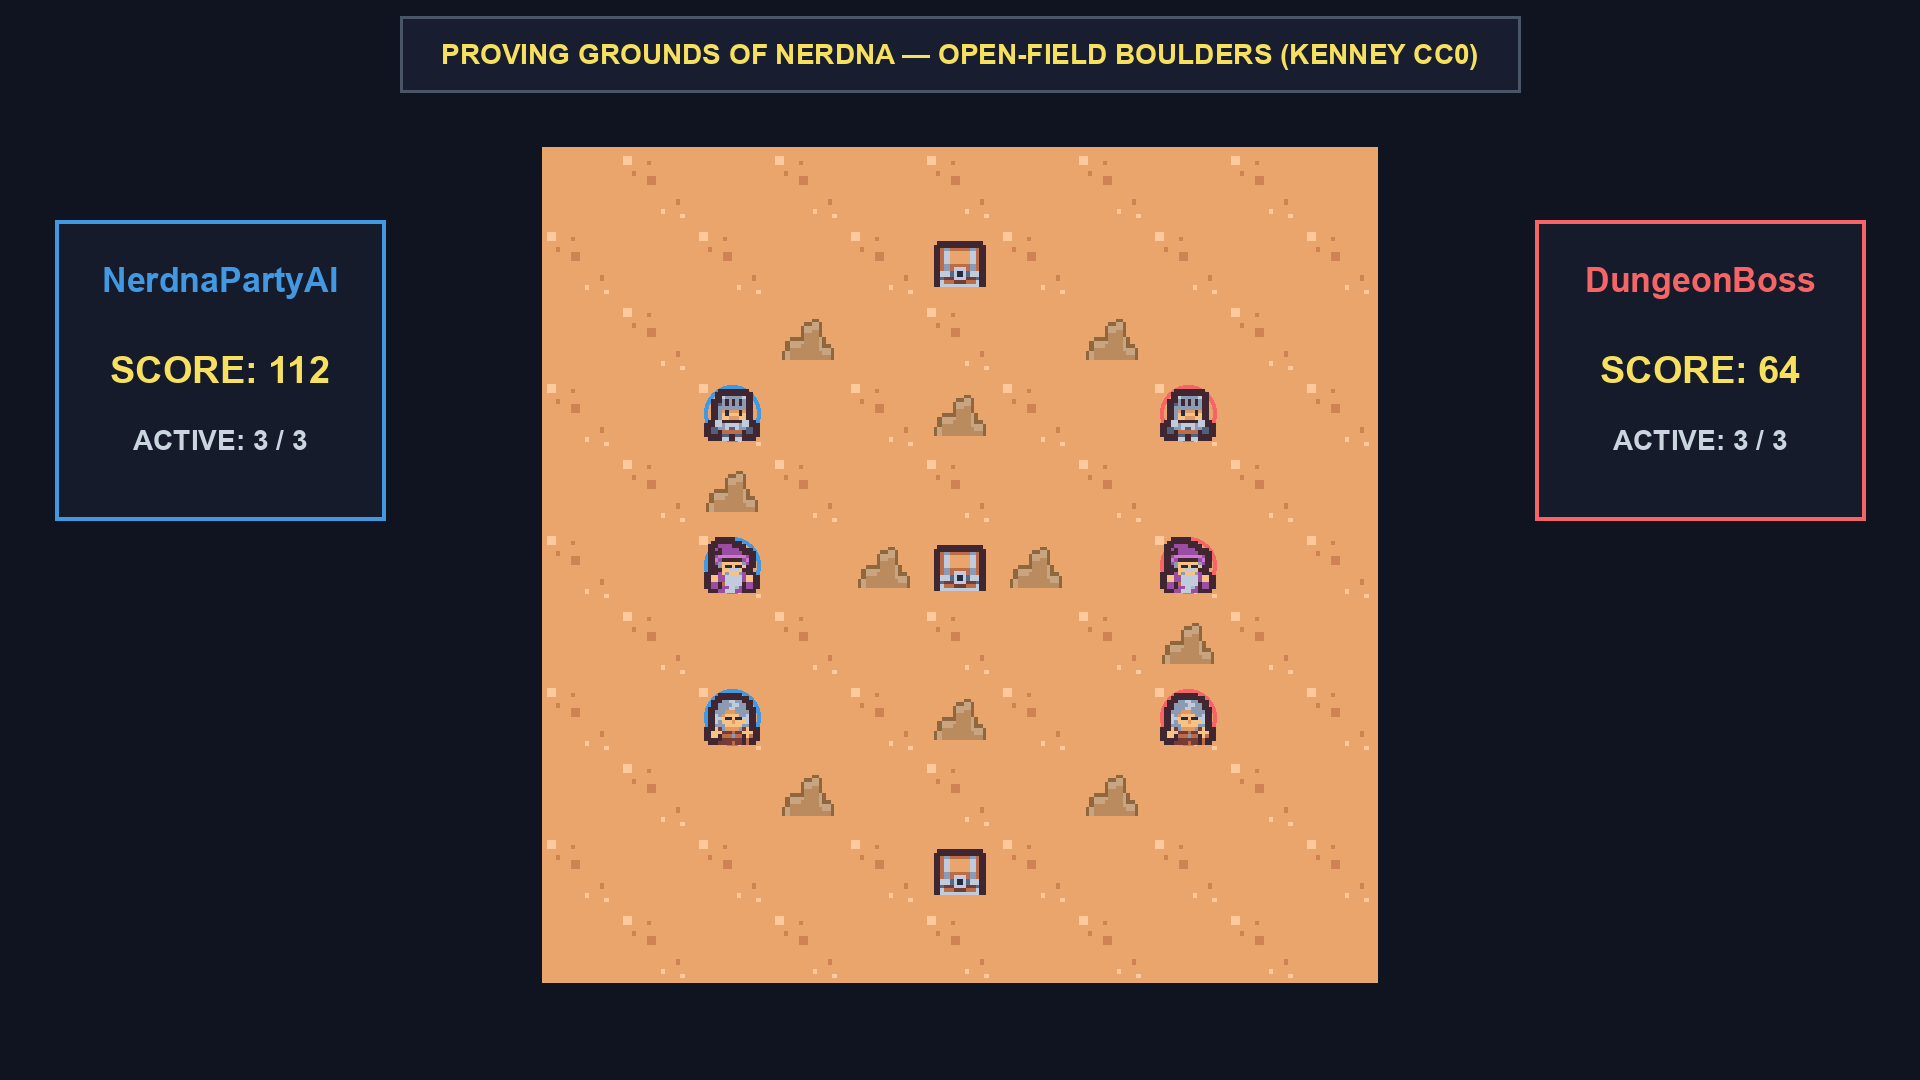 PROVING GROUNDS OF NERDNA — OPEN-FIELD BOULDERS (KENNEY CC0)
NerdnaPartyAI
SCORE: 112
ACTIVE: 3 / 3
DungeonBoss
SCORE: 64
ACTIVE: 3 / 3